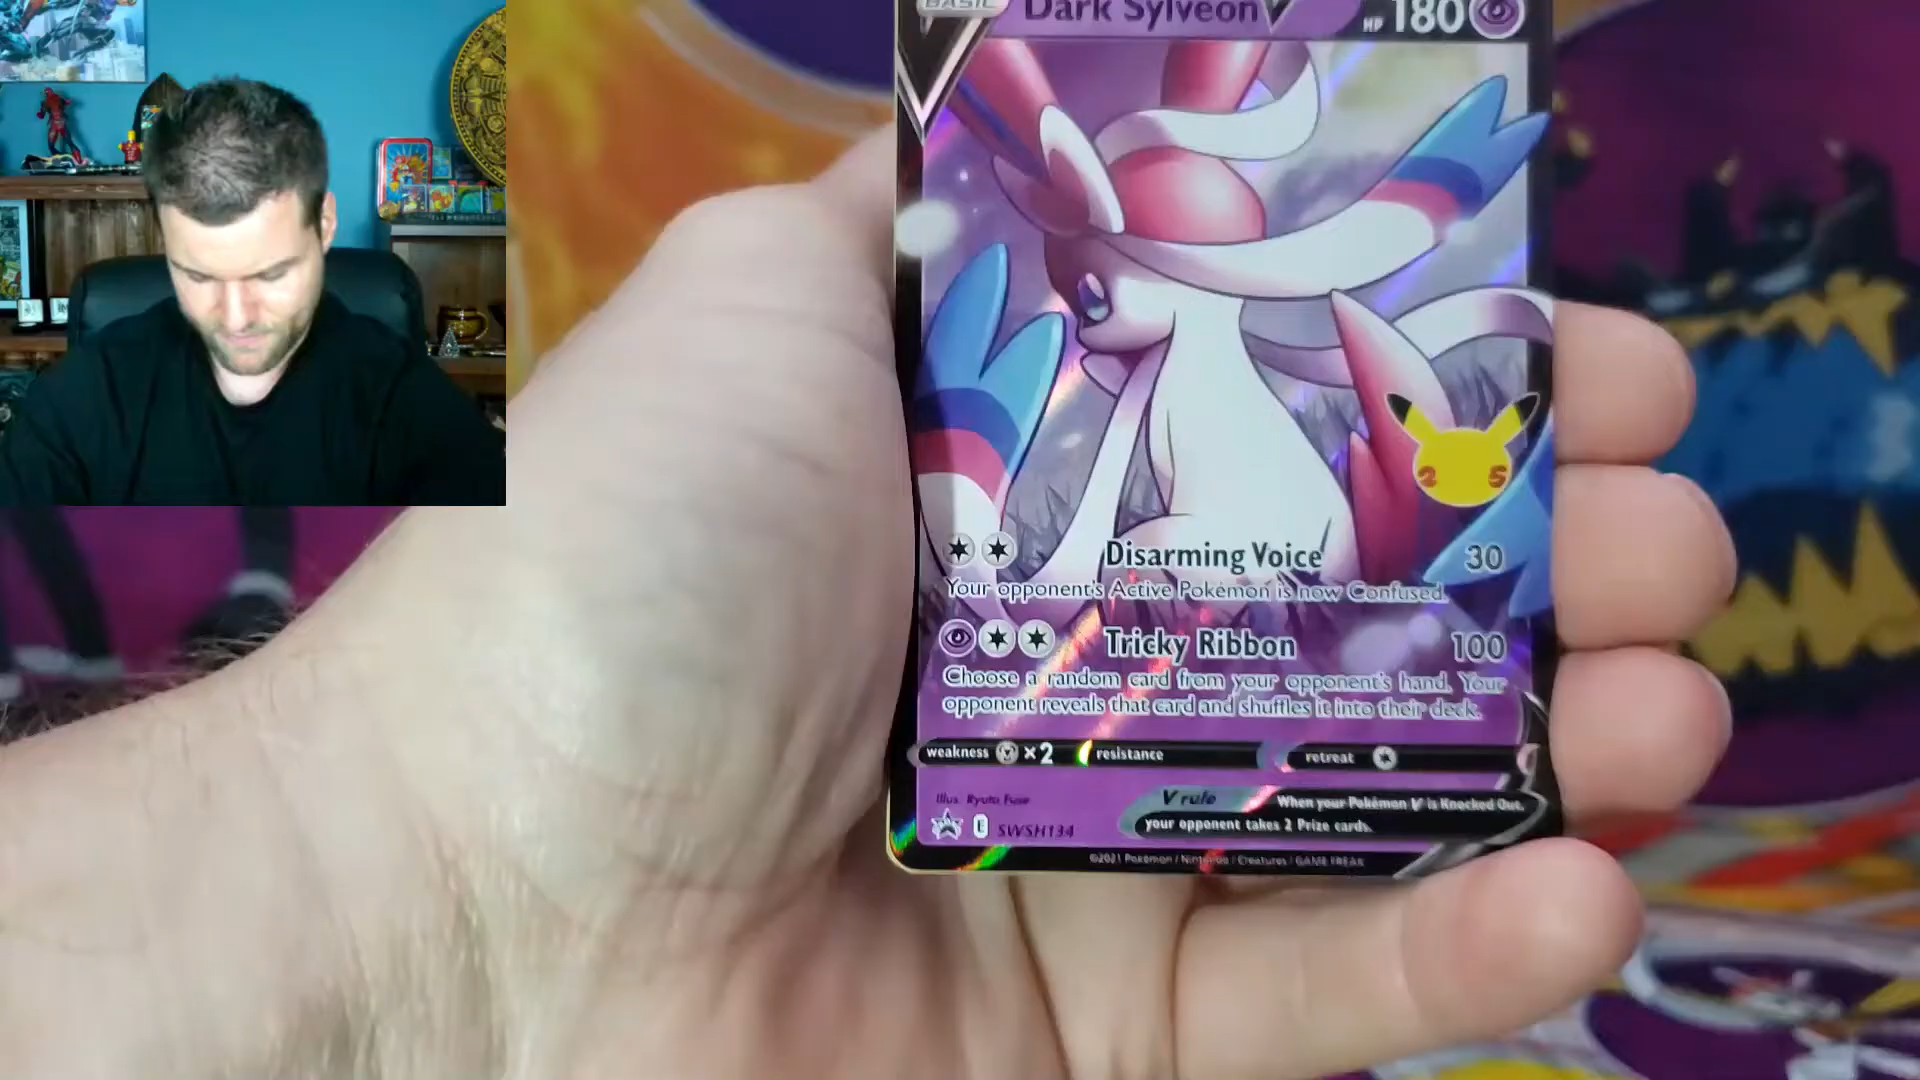 BASIC
Dark Sylveon V
HP 180
25
Disarming Voice 30
Your opponent's Active Pokémon is now Confused.
Tricky Ribbon 100
Choose a random card from your opponent's hand. Your
opponent reveals that card and shuffles it into their deck.
weakness ×2 resistance retreat
Illus. Ryuta Fuse
V rule When your Pokémon V is Knocked Out,
your opponent takes 2 Prize cards.
E SWSH134
©2021 Pokémon / Nintendo / Creatures / GAME FREAK